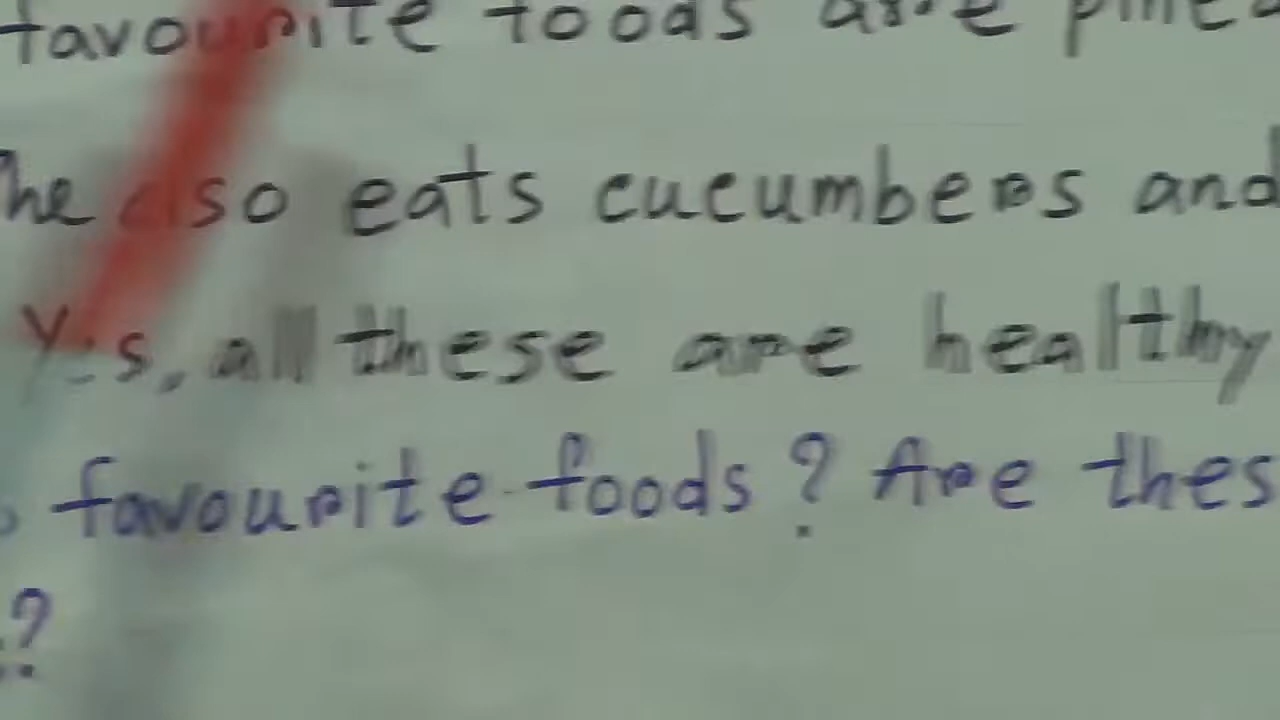 favourite foods are
he also eats cucumbers and
Yes, all these are healthy
favourite foods? Are thes
?